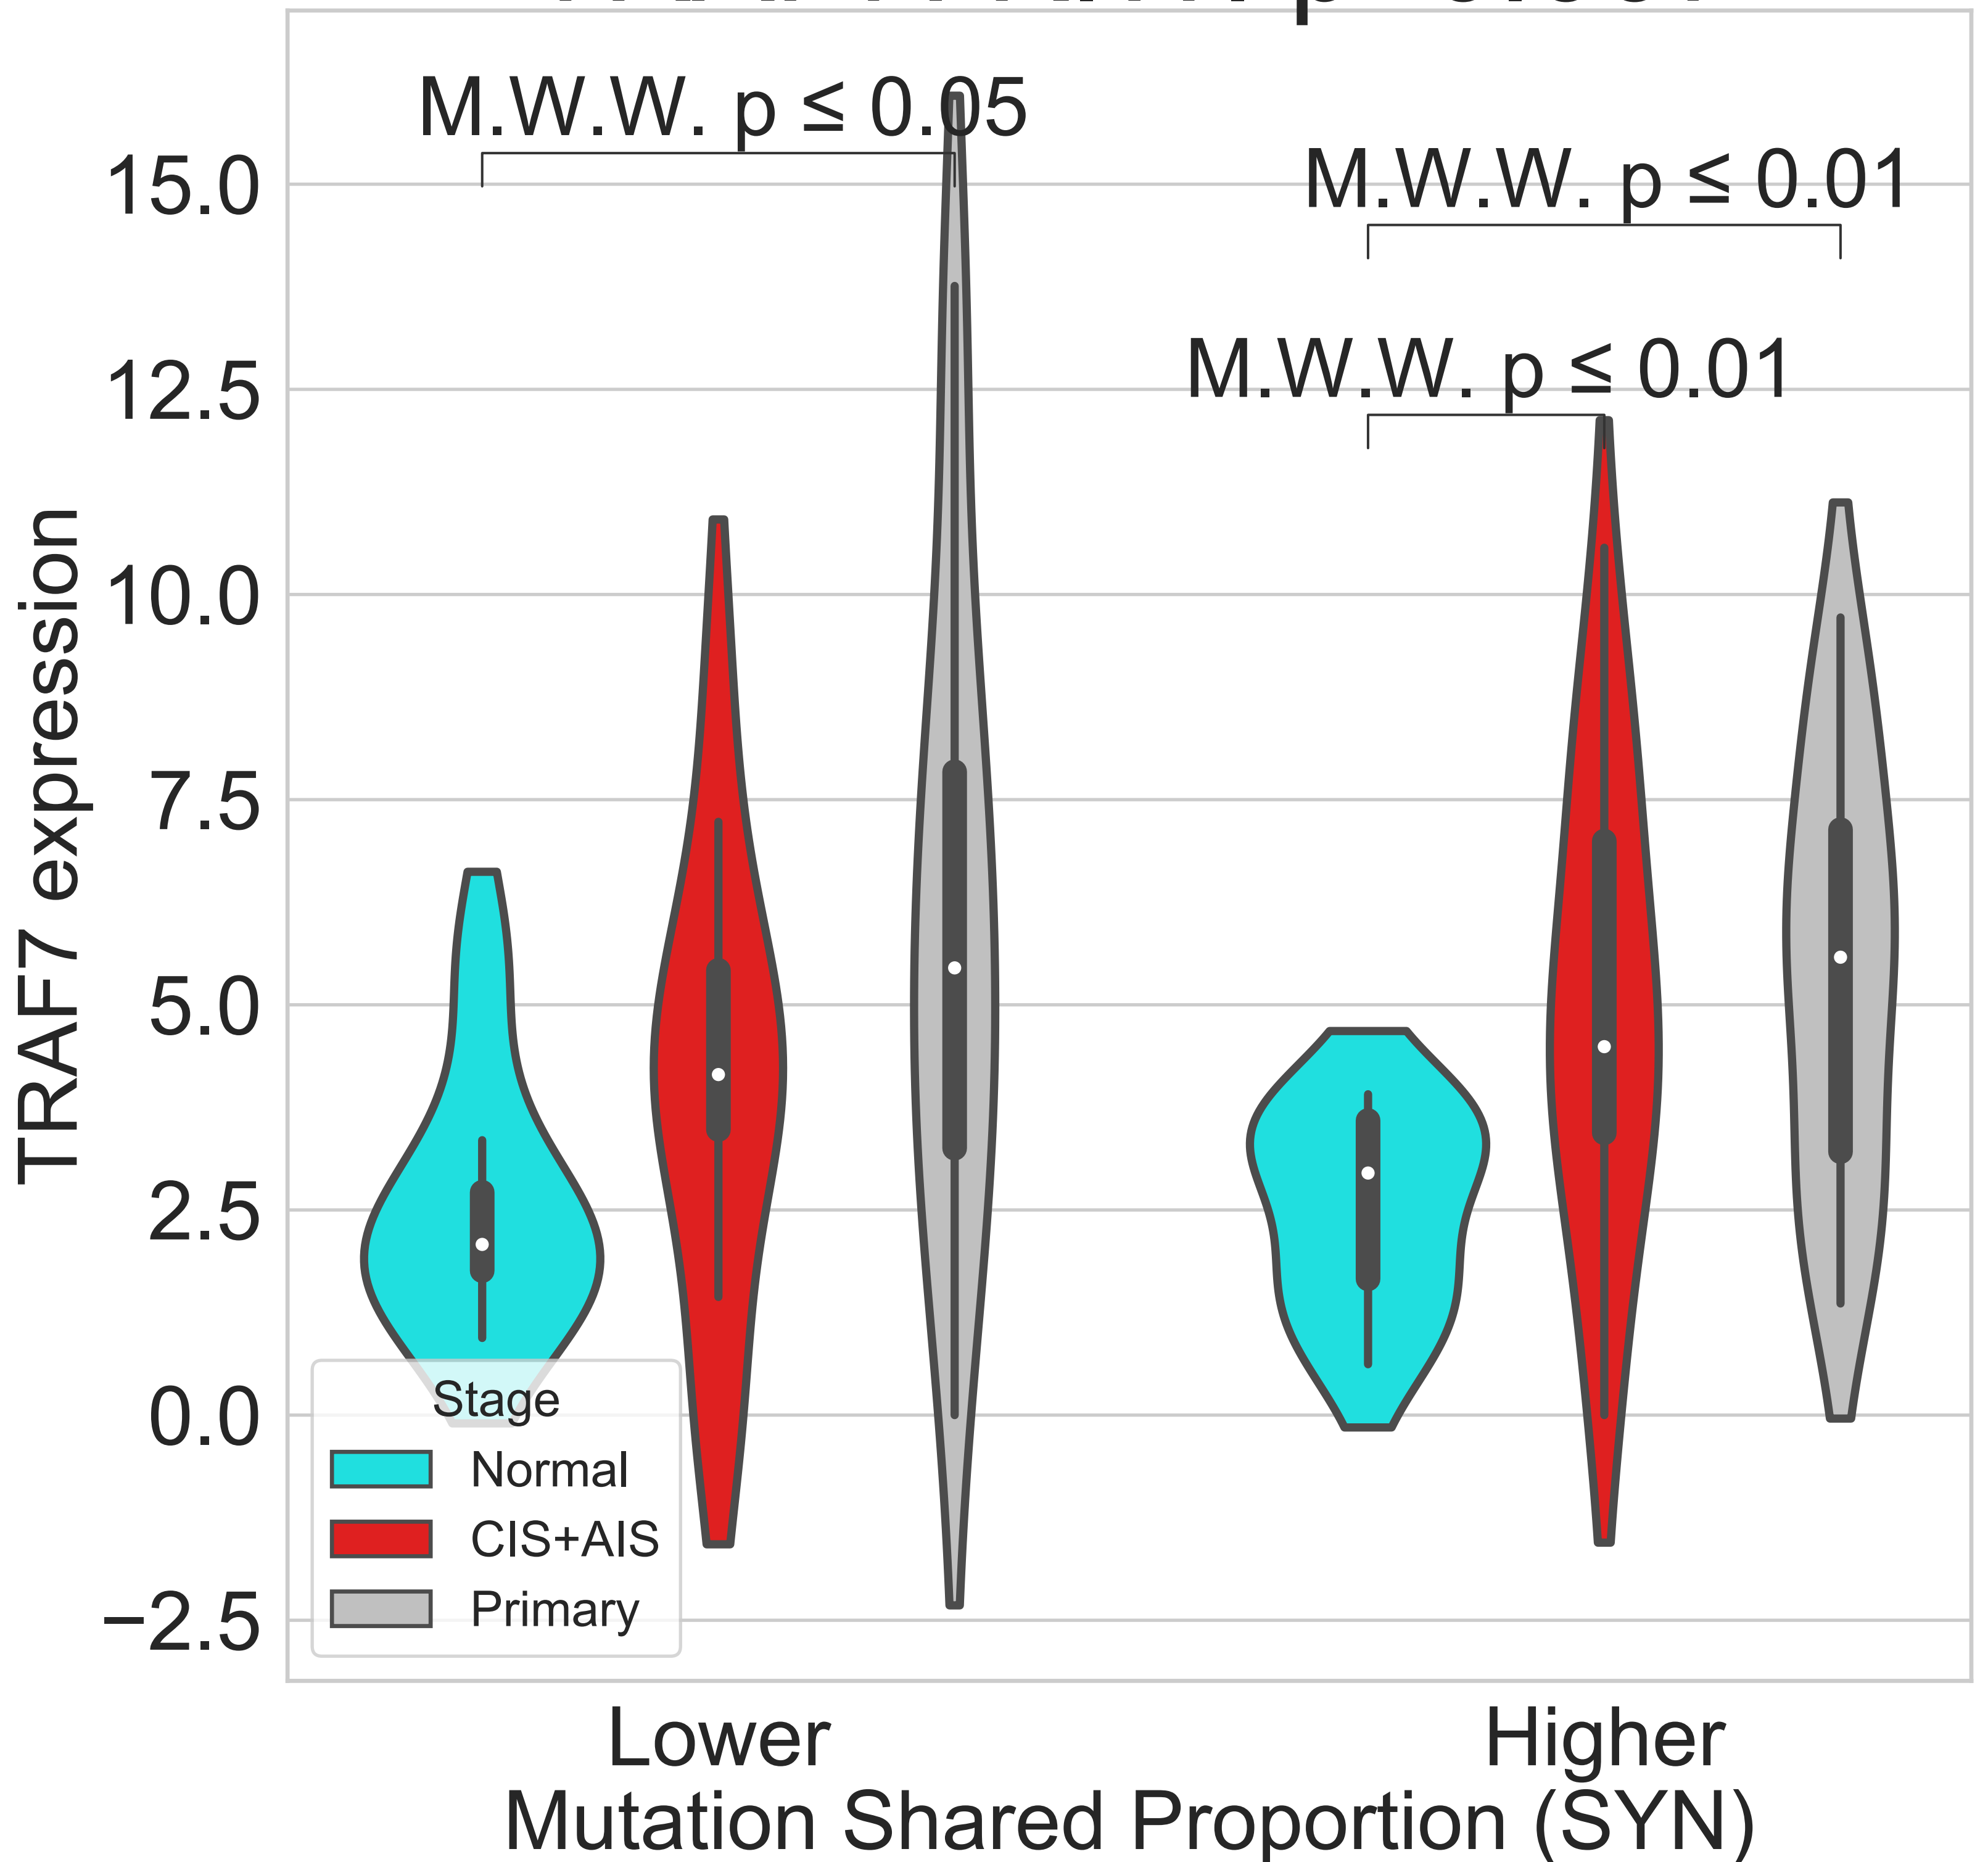 M.W.W. p ≤ 0.05
M.W.W. p ≤ 0.01
M.W.W. p ≤ 0.01
TRAF7 expression
15.0
12.5
10.0
7.5
5.0
2.5
0.0
−2.5
Stage
Normal
CIS+AIS
Primary
Lower
Higher
Mutation Shared Proportion (SYN)